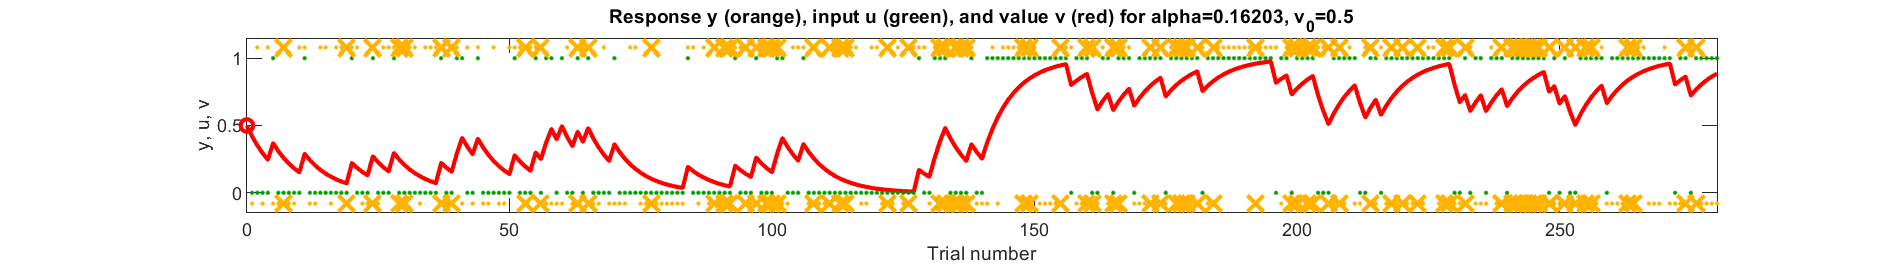 Response y (orange), input u (green), and value v (red) for alpha=0.16203, v0=0.5
y, u, v
1
0.5
0
0 50 100 150 200 250
Trial number